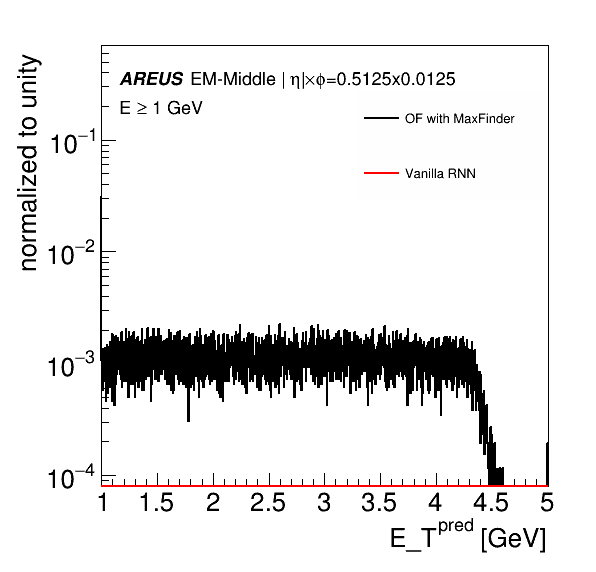 normalized to unity
AREUS EM-Middle | η|×ϕ=0.5125x0.0125
E ≥ 1 GeV
OF with MaxFinder
Vanilla RNN
10⁻¹
10⁻²
10⁻³
10⁻⁴
1 1.5 2 2.5 3 3.5 4 4.5 5
E_T^pred [GeV]